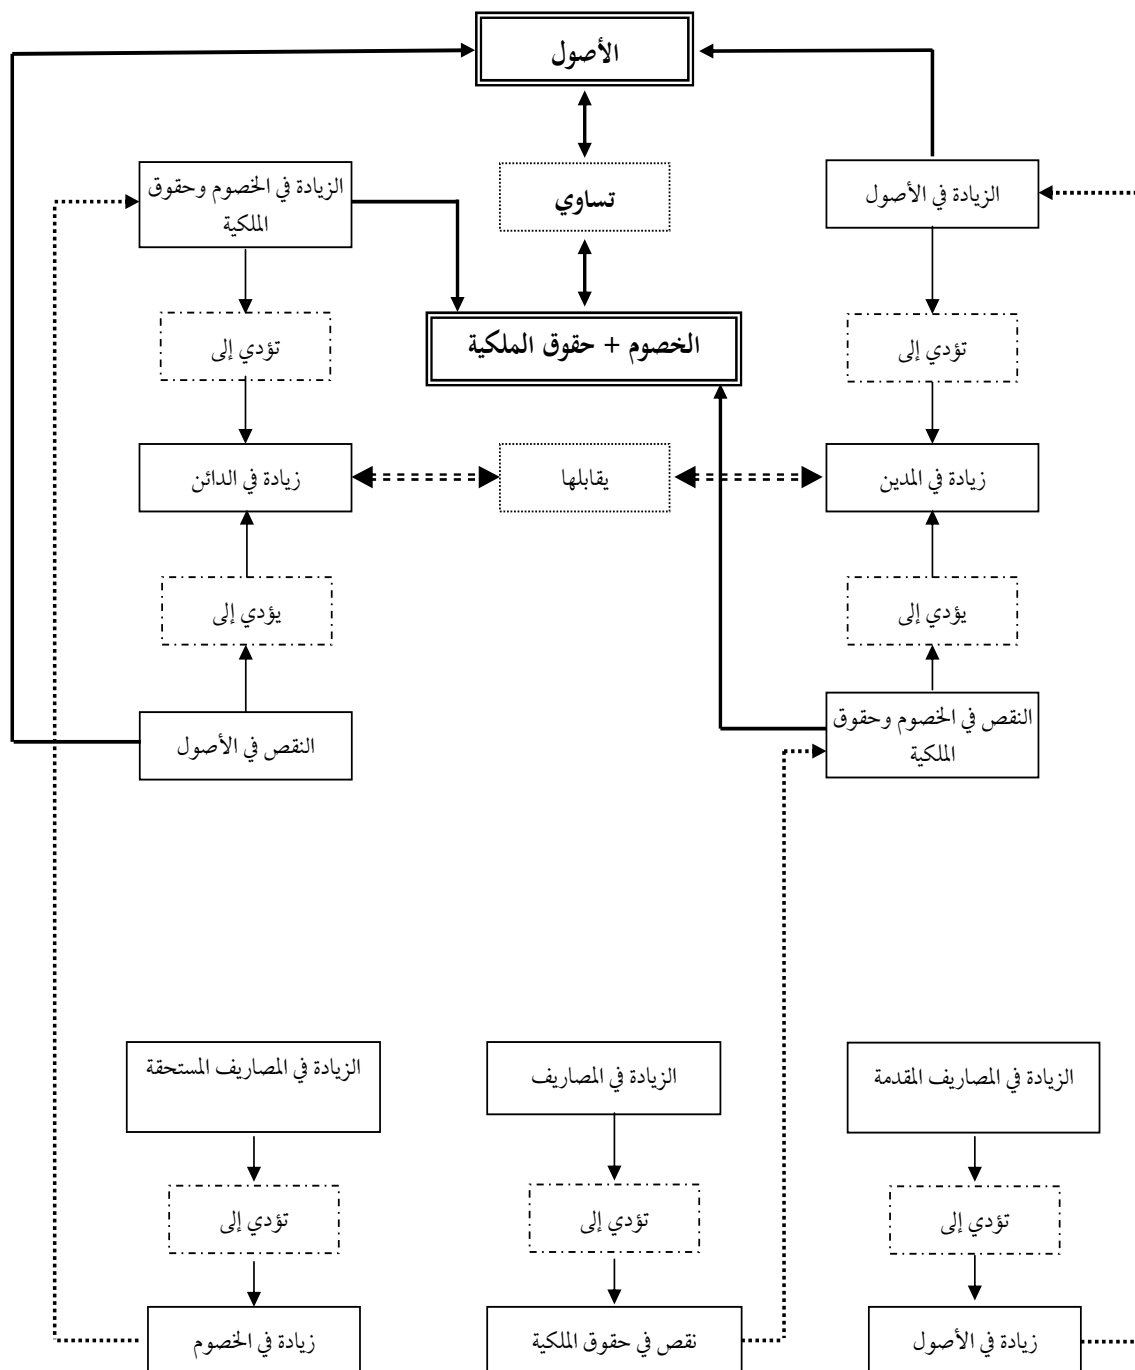 الأصول
الزيادة في الأصول
تساوي
الزيادة في الخصوم وحقوق
الملكية
الخصوم + حقوق الملكية
تؤدي إلى
تؤدي إلى
زيادة في المدين
يقابلها
زيادة في الدائن
يؤدي إلى
يؤدي إلى
النقص في الخصوم وحقوق
الملكية
النقص في الأصول
الزيادة في المصاريف المقدمة
الزيادة في المصاريف
الزيادة في المصاريف المستحقة
تؤدي إلى
تؤدي إلى
تؤدي إلى
زيادة في الأصول
نقص في حقوق الملكية
زيادة في الخصوم